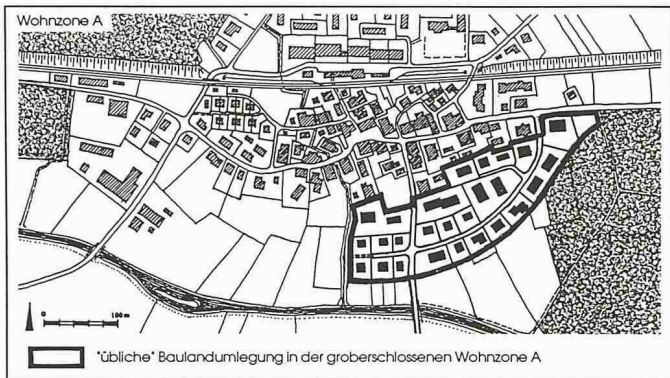 Wohnzone A
0 100 m
"übliche" Baulandumlegung in der groberschlossenen Wohnzone A